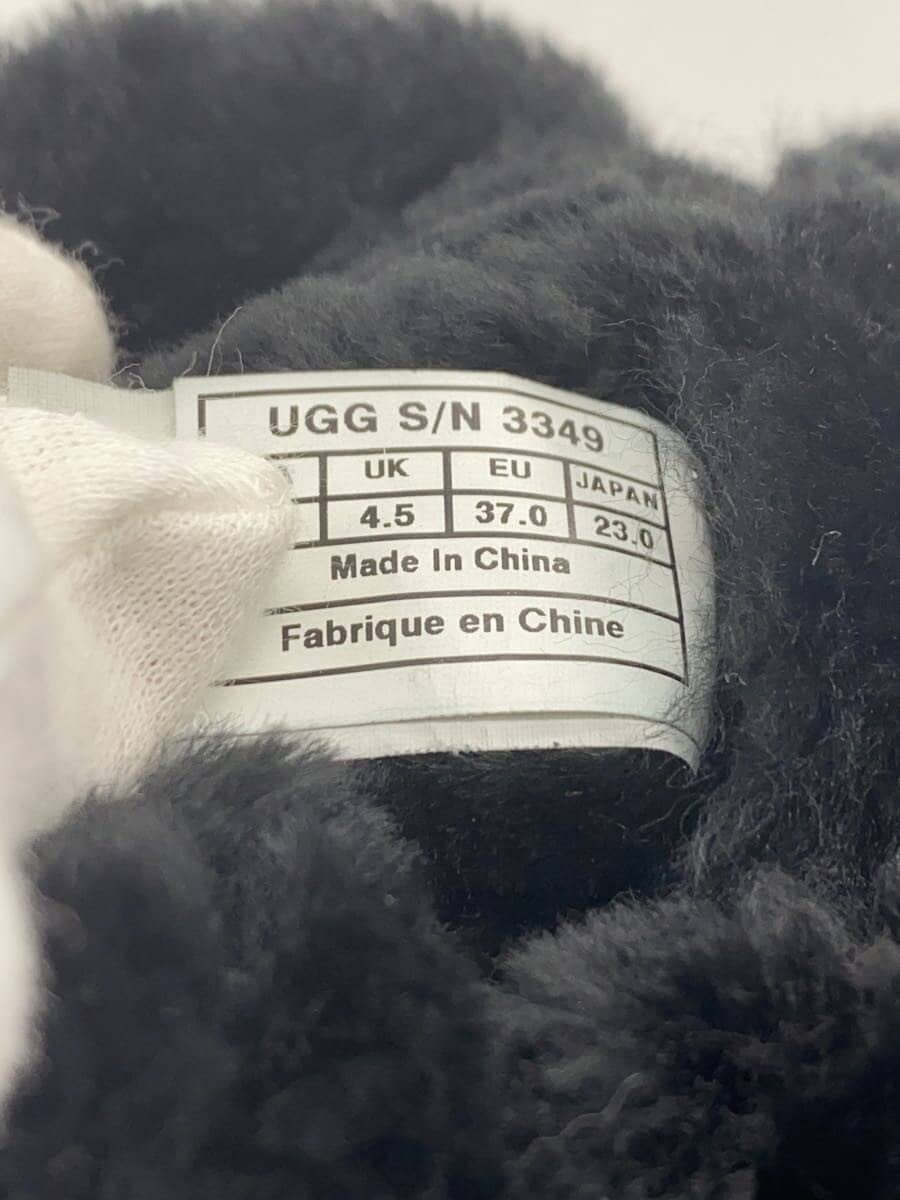 UGG S/N 3349
UK EU JAPAN
4.5 37.0 23.0
Made In China
Fabrique en Chine